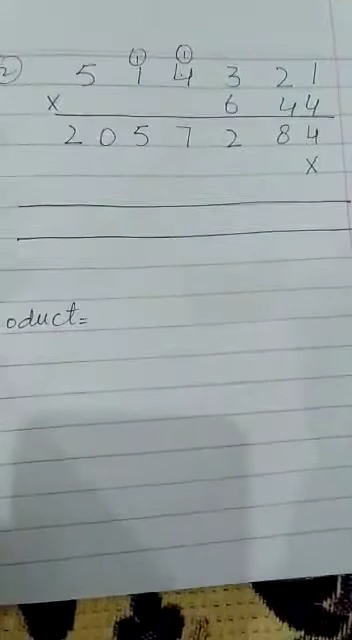 ① ①
2 5 1 4 3 2 1
x 6 4 4
2 0 5 7 2 8 4
x
oduct=